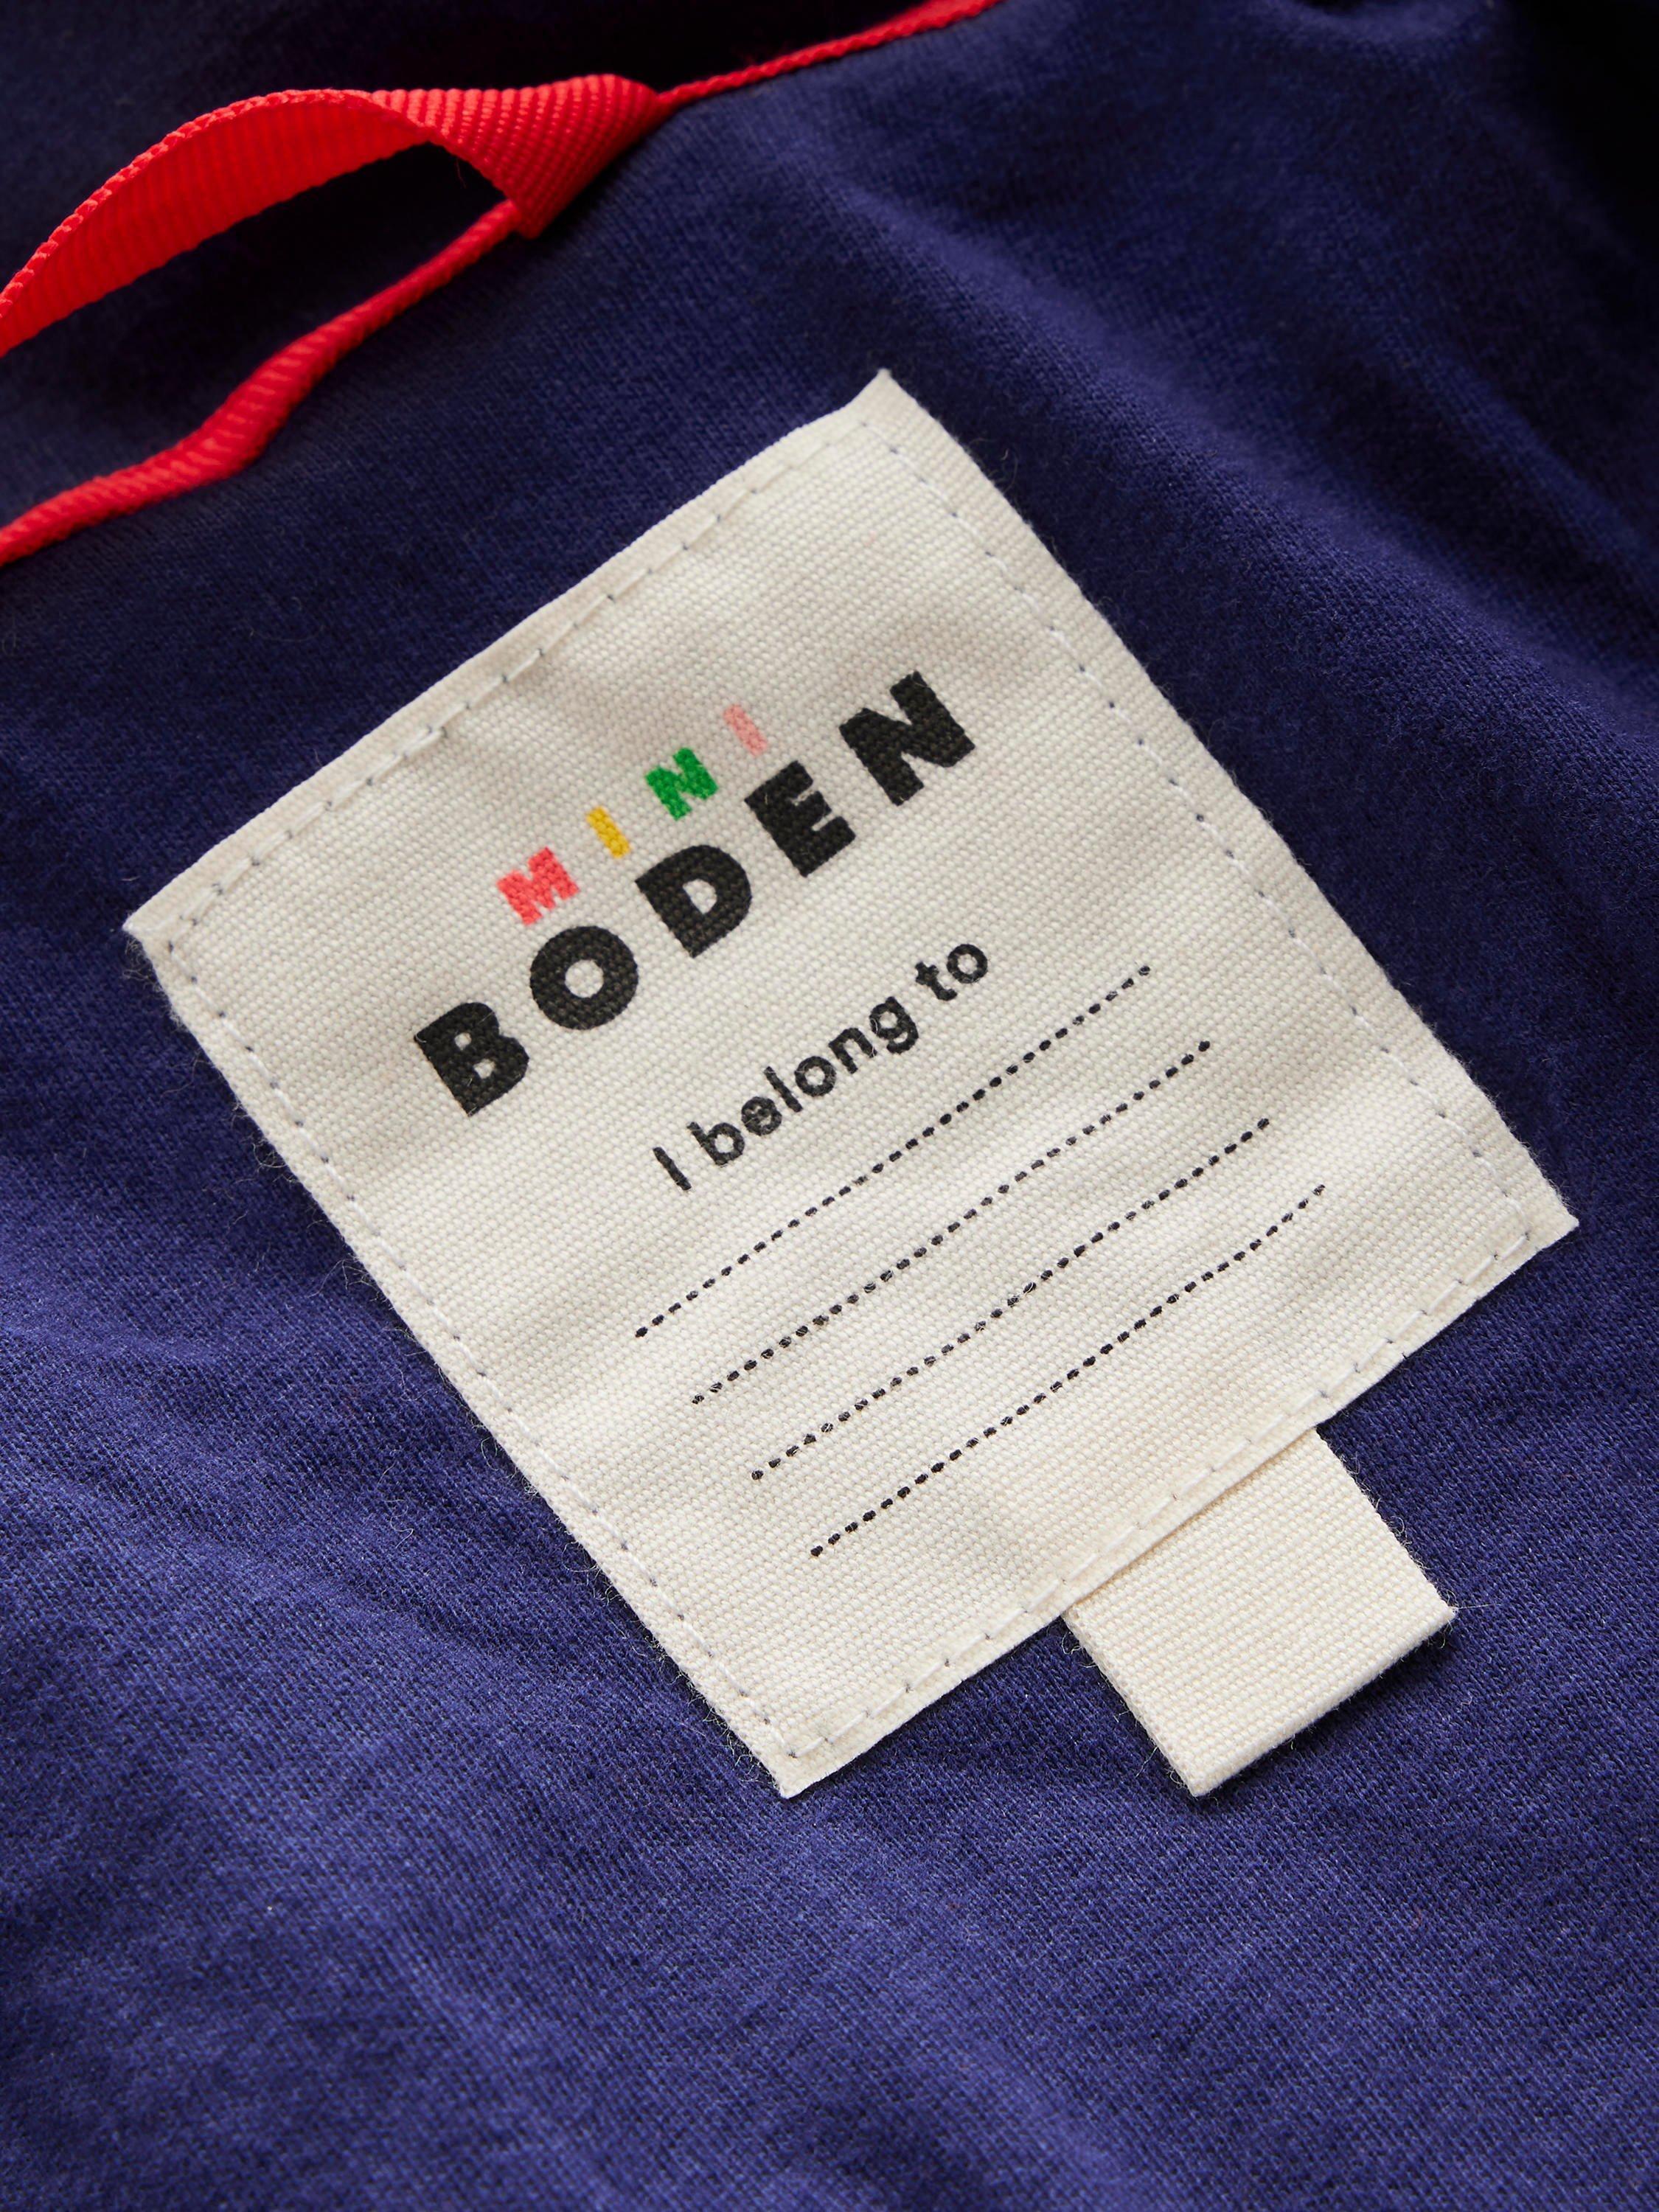 MINI
BODEN
I belong to